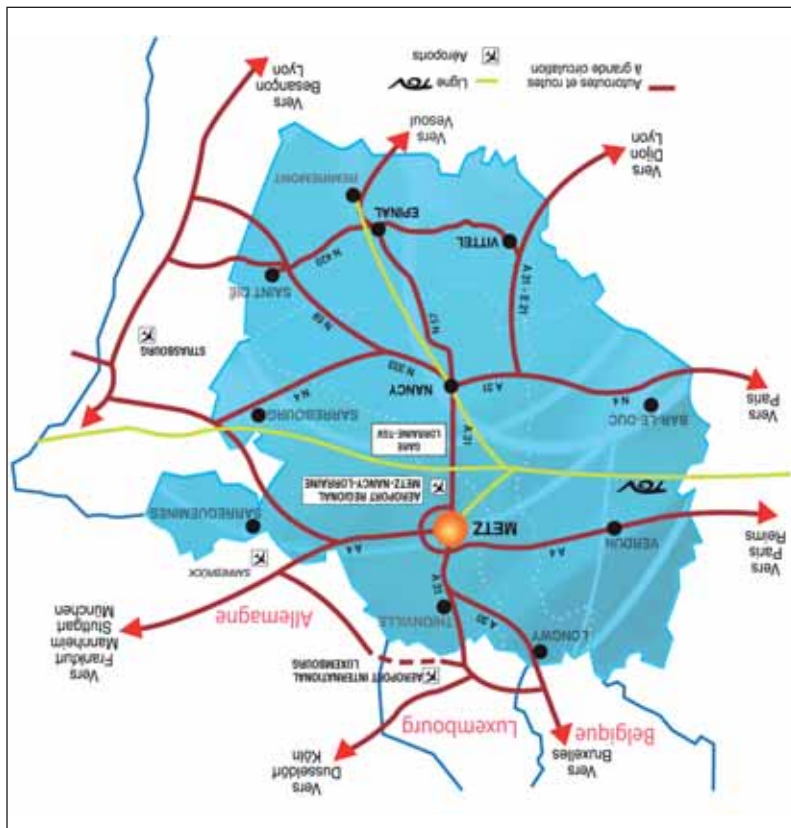 Vers
Bruxelles
Vers
Dusseldörf
Köln
Belgique
Luxembourg
AEROPORT INTERNATIONAL
LUXEMBOURG
Allemagne
Vers
Frankfurt
Mannheim
Stuttgart
München
LONGWY
A 30
THIONVILLE
A 31
SARREBRÜCK
Vers
Paris
Reims
VERDUN
A 4
METZ
A 4
SARREGUEMINES
TGV
AEROPORT REGIONAL
METZ-NANCY-LORRAINE
GARE
LORRAINE-TGV
A 31
Vers
Paris
BAR-LE-DUC
N 4
A 31
NANCY
N 333
N 4
SARREBOURG
STRASBOURG
N 57
N 59
A 31 - E 21
SAINT DIÉ
N 420
VITTEL
EPINAL
REMIREMONT
Vers
Dijon
Lyon
Vers
Vesoul
Vers
Besançon
Lyon
Autoroutes et routes
à grande circulation
Ligne TGV
Aéroports